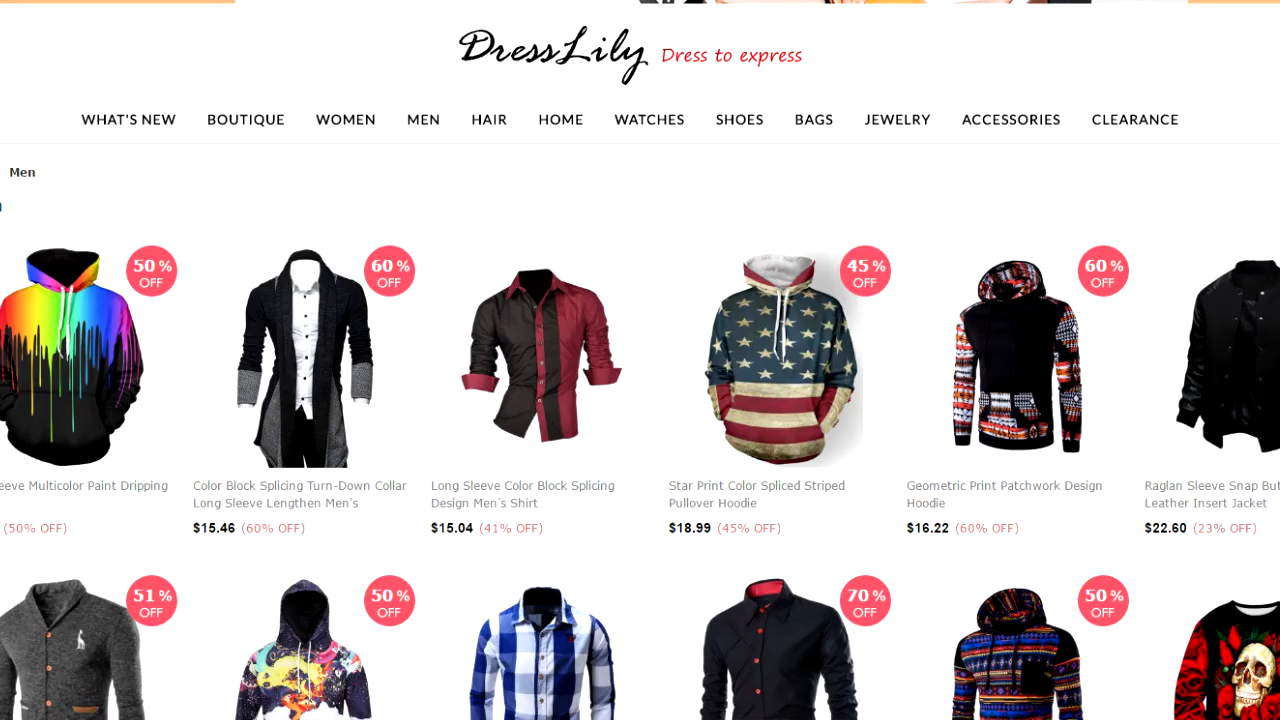 DressLily Dress to express
WHAT'S NEW BOUTIQUE WOMEN MEN HAIR HOME WATCHES SHOES BAGS JEWELRY ACCESSORIES CLEARANCE
Men
50 % OFF
60 % OFF
45 % OFF
60 % OFF
Multicolor Paint Dripping
(50% OFF)
Color Block Splicing Turn-Down Collar
Long Sleeve Lengthen Men's
$15.46 (60% OFF)
Long Sleeve Color Block Splicing
Design Men's Shirt
$15.04 (41% OFF)
Star Print Color Spliced Striped
Pullover Hoodie
$18.99 (45% OFF)
Geometric Print Patchwork Design
Hoodie
$16.22 (60% OFF)
Raglan Sleeve Snap
Leather Insert Jacket
$22.60 (23% OFF)
51 % OFF
50 % OFF
70 % OFF
50 % OFF